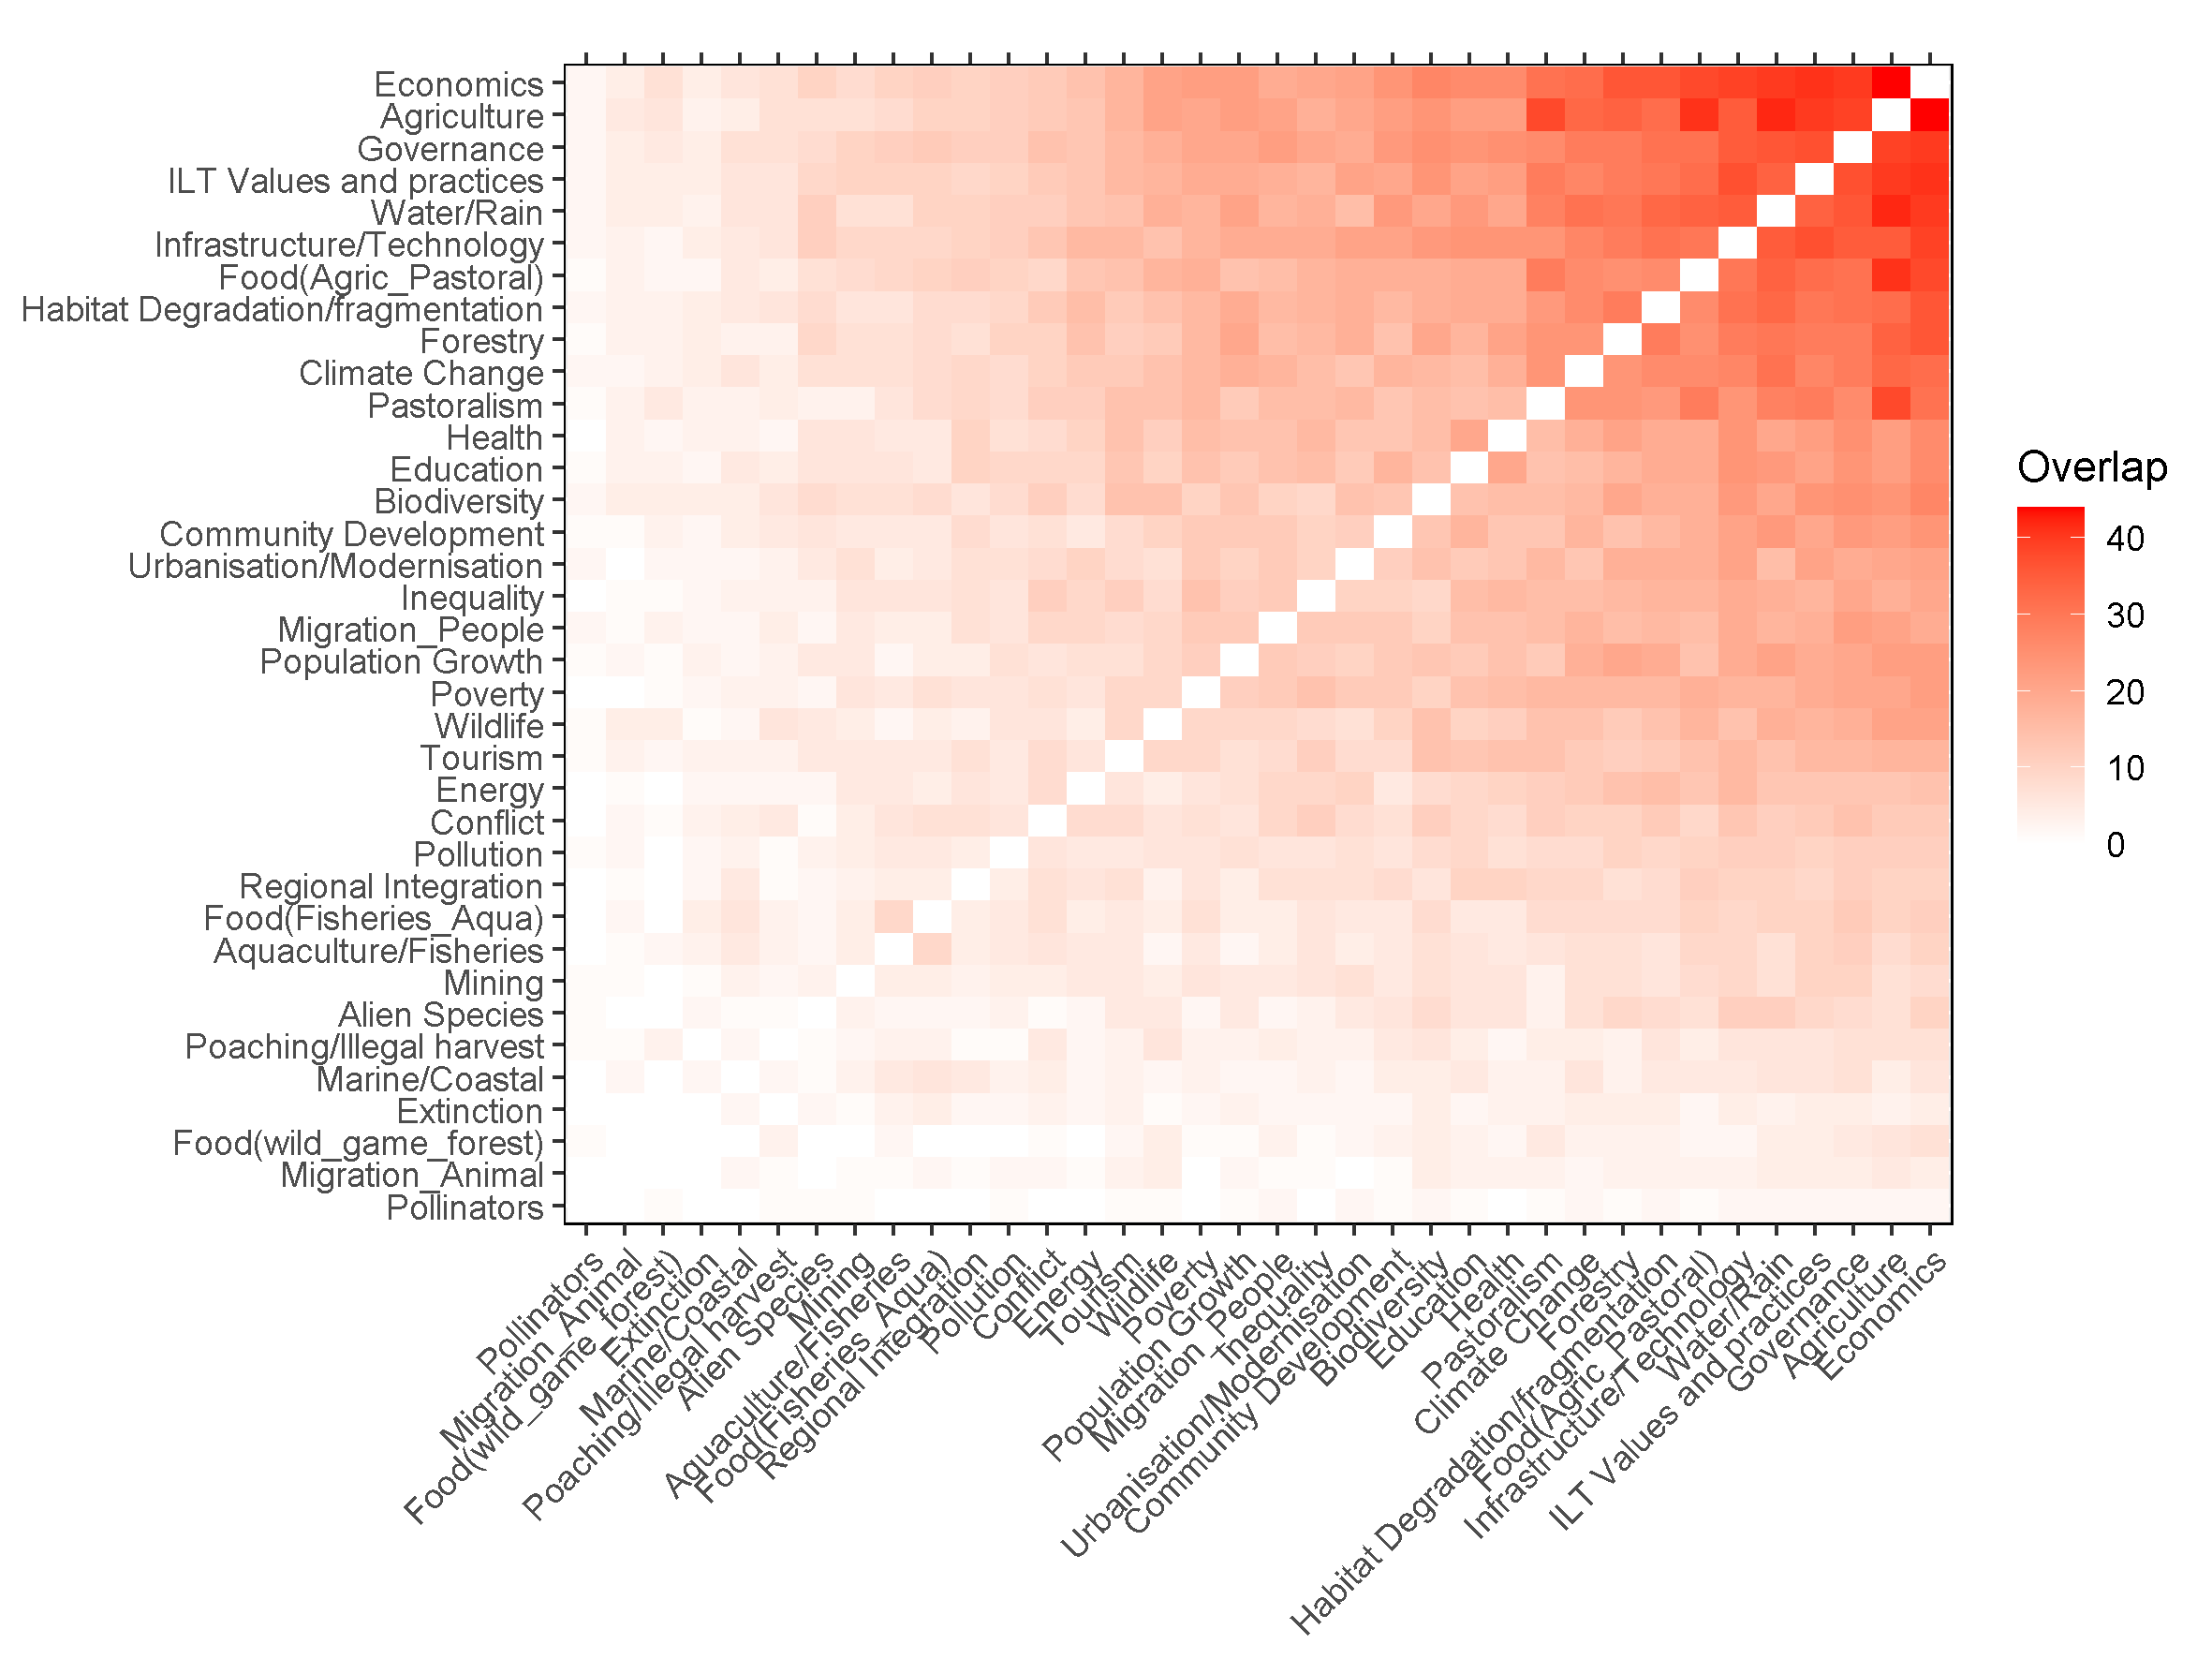 Economics
Agriculture
Governance
ILT Values and practices
Water/Rain
Infrastructure/Technology
Food(Agric_Pastoral)
Habitat Degradation/fragmentation
Forestry
Climate Change
Pastoralism
Health
Education
Biodiversity
Community Development
Urbanisation/Modernisation
Inequality
Migration_People
Population Growth
Poverty
Wildlife
Tourism
Energy
Conflict
Pollution
Regional Integration
Food(Fisheries_Aqua)
Aquaculture/Fisheries
Mining
Alien Species
Poaching/Illegal harvest
Marine/Coastal
Extinction
Food(wild_game_forest)
Migration_Animal
Pollinators
Pollinators
Migration_Animal
Food(wild_game_forest)
Extinction
Marine/Coastal
Poaching/Illegal harvest
Alien Species
Mining
Aquaculture/Fisheries
Food(Fisheries_Aqua)
Regional Integration
Pollution
Conflict
Energy
Tourism
Wildlife
Poverty
Population Growth
Migration_People
Inequality
Urbanisation/Modernisation
Community Development
Biodiversity
Education
Health
Pastoralism
Climate Change
Forestry
Habitat Degradation/fragmentation
Food(Agric_Pastoral)
Infrastructure/Technology
Water/Rain
ILT Values and practices
Governance
Agriculture
Economics
Overlap
40
30
20
10
0